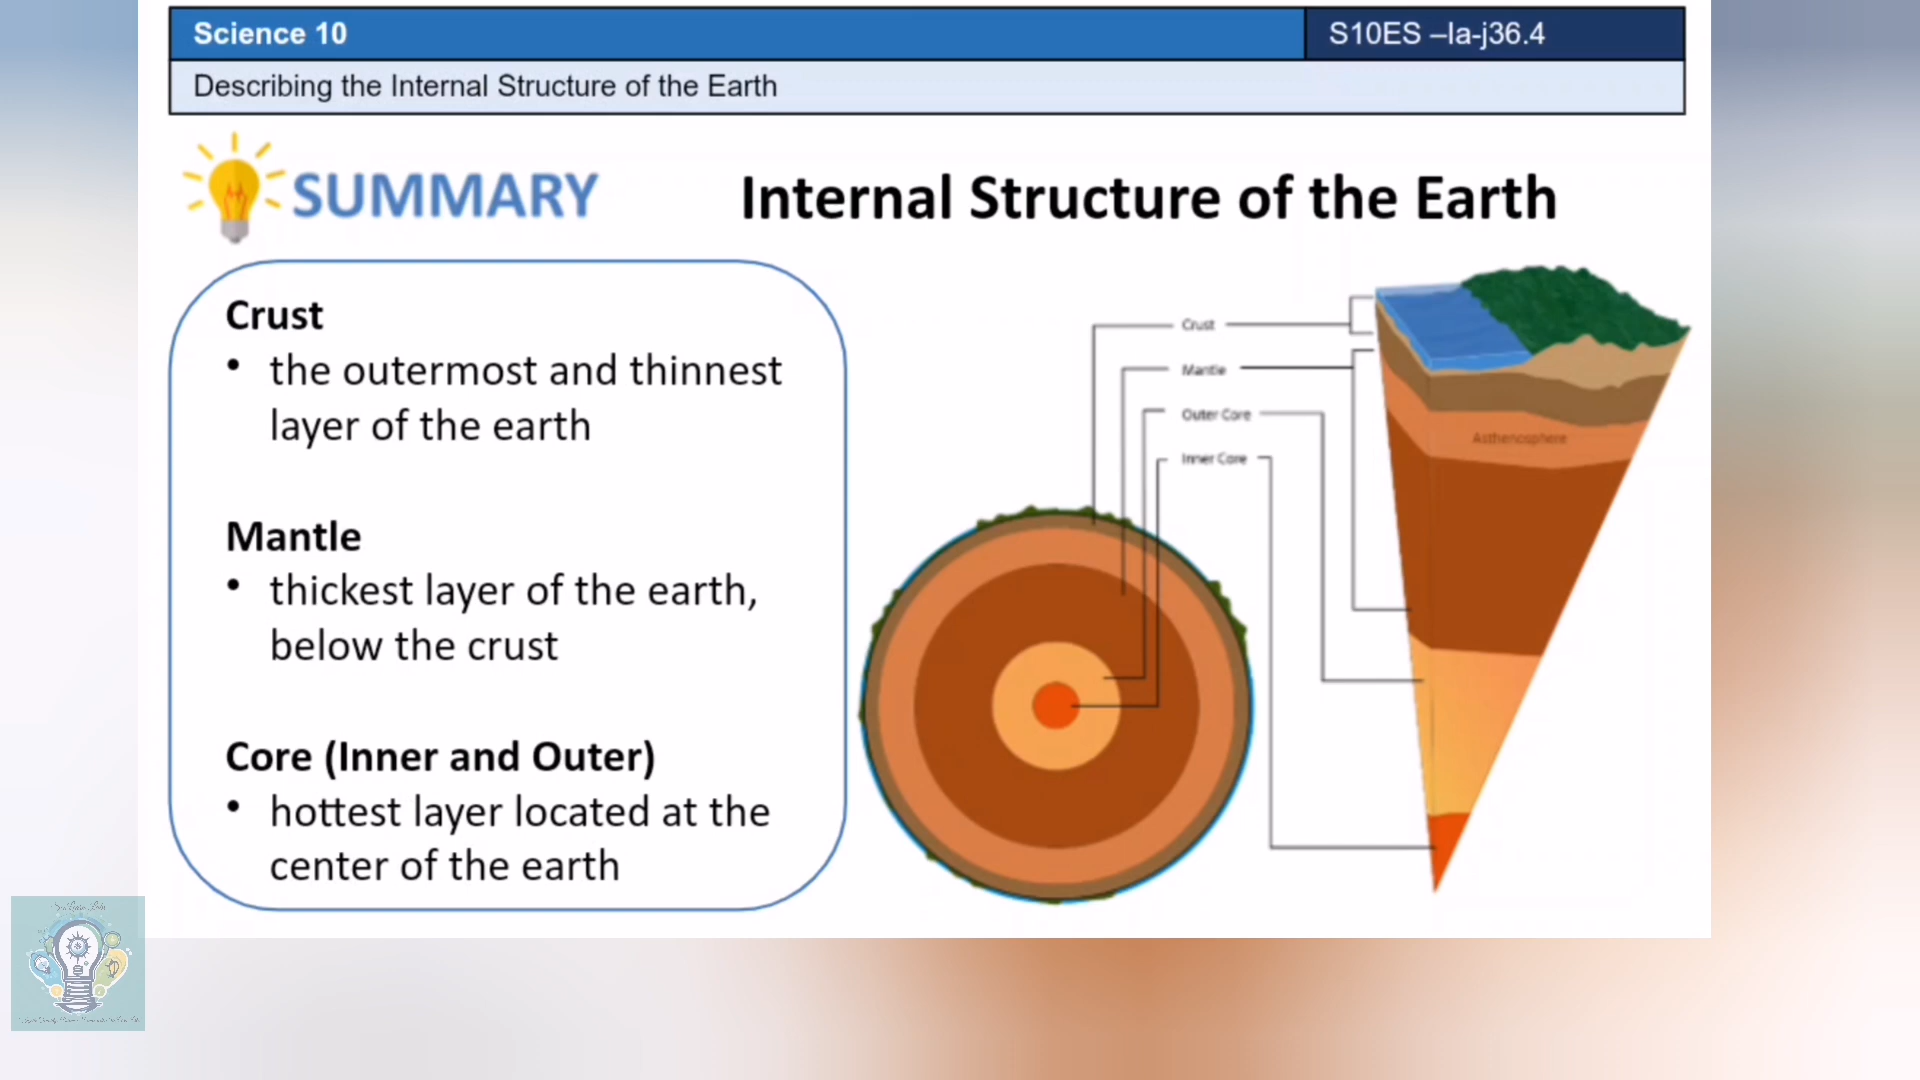 Science 10
S10ES –Ia-j36.4
Describing the Internal Structure of the Earth
SUMMARY
Internal Structure of the Earth
Crust
• the outermost and thinnest
layer of the earth
Mantle
• thickest layer of the earth,
below the crust
Core (Inner and Outer)
• hottest layer located at the
center of the earth
Crust
Mantle
Outer Core
Inner Core
Asthenosphere